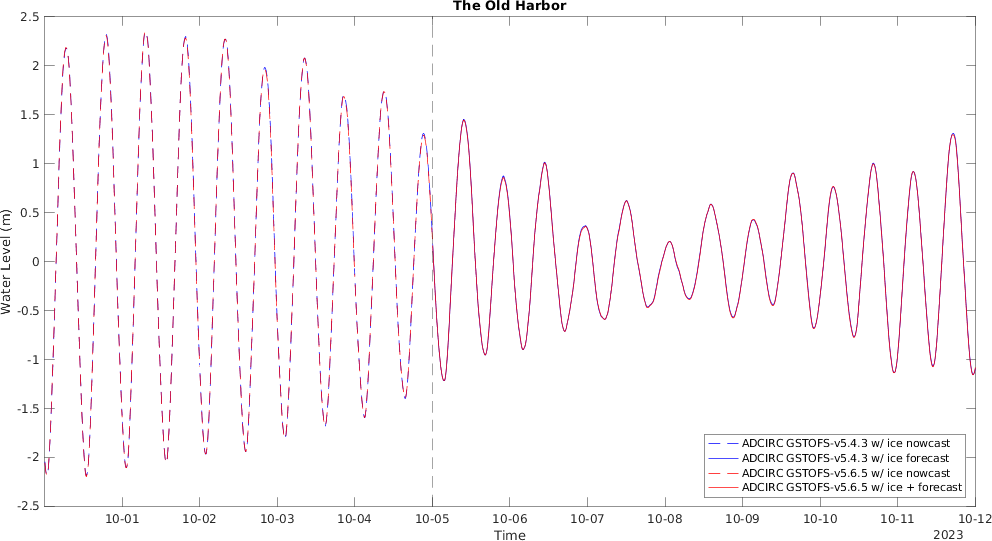 The Old Harbor
2.5
2
1.5
1
0.5
0
-0.5
-1
-1.5
-2
-2.5
Water Level (m)
10-01 10-02 10-03 10-04 10-05 10-06 10-07 10-08 10-09 10-10 10-11 10-12
Time
2023
ADCIRC GSTOFS-v5.4.3 w/ ice nowcast
ADCIRC GSTOFS-v5.4.3 w/ ice forecast
ADCIRC GSTOFS-v5.6.5 w/ ice nowcast
ADCIRC GSTOFS-v5.6.5 w/ ice + forecast